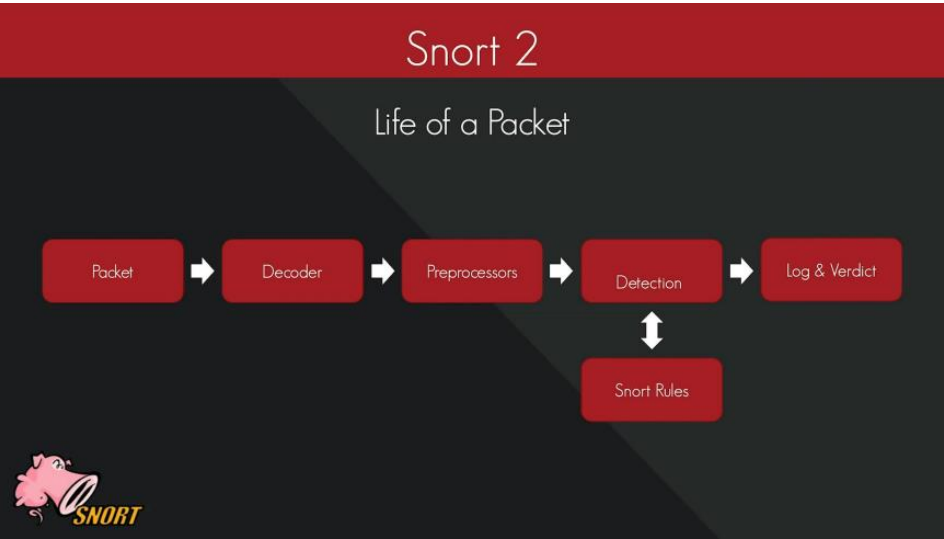 Snort 2
Life of a Packet
Packet
Decoder
Preprocessors
Detection
Log & Verdict
Snort Rules
SNORT